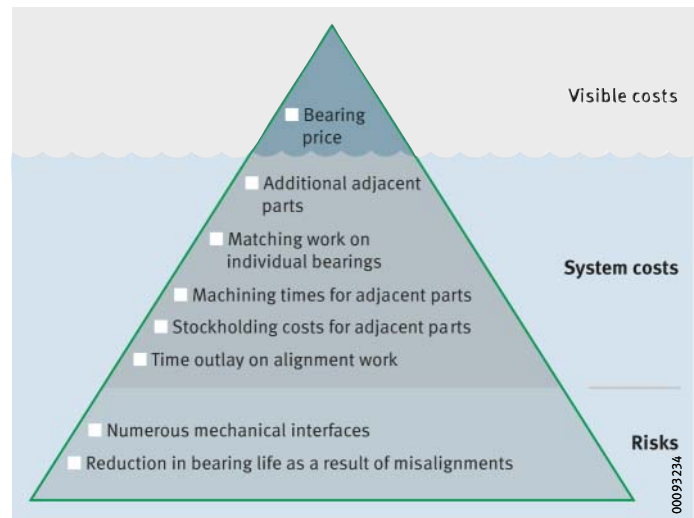 Visible costs
Bearing
price
Additional adjacent
parts
Matching work on
individual bearings
System costs
Machining times for adjacent parts
Stockholding costs for adjacent parts
Time outlay on alignment work
Numerous mechanical interfaces
Risks
Reduction in bearing life as a result of misalignments
00093234